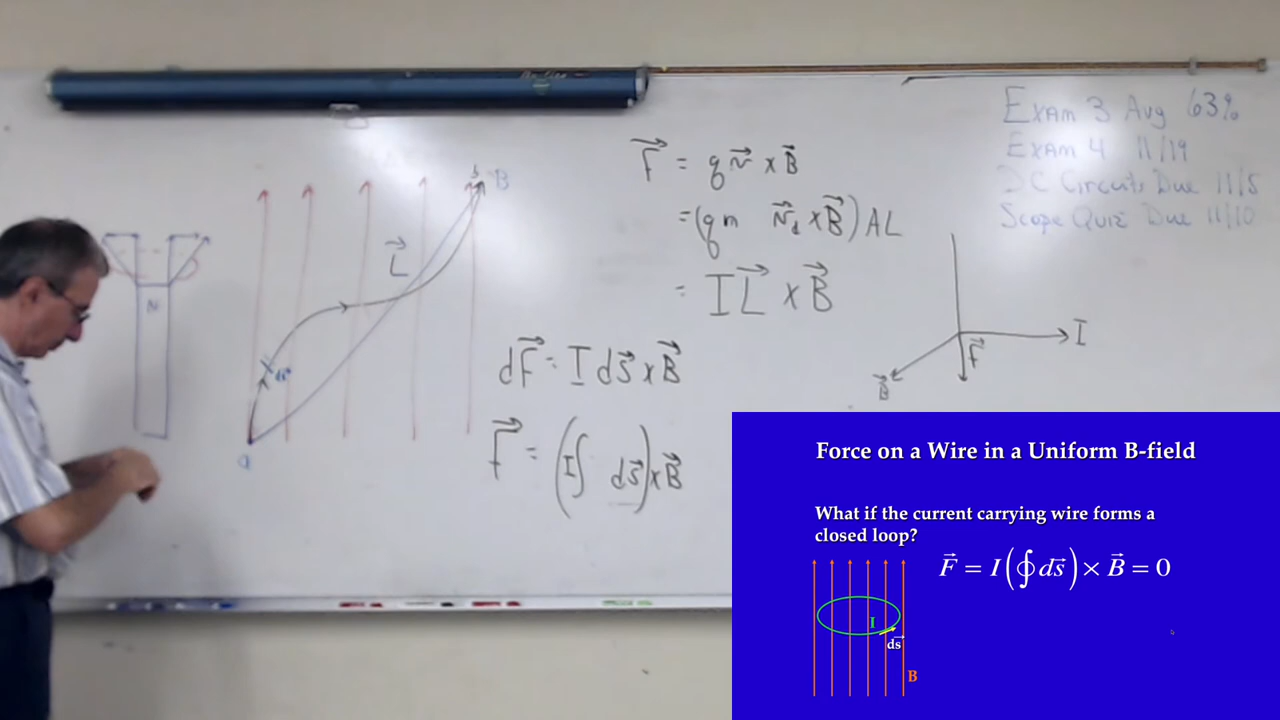 Exam 3 Avg 63%
Exam 4 11/19
DC Circuits Due 11/5
Scope Quiz Due 11/10
N
a
b
B
L⃗
ds⃗
F⃗ = q v⃗ × B⃗
= (q n v⃗d × B⃗) A L
= I L⃗ × B⃗
dF⃗ = I ds⃗ × B⃗
F⃗ = (I ∫ ds⃗) × B⃗
I
F⃗
B⃗
Force on a Wire in a Uniform B-field
What if the current carrying wire forms a
closed loop?
F⃗ = I(∮ds⃗) × B⃗ = 0
I
ds⃗
B